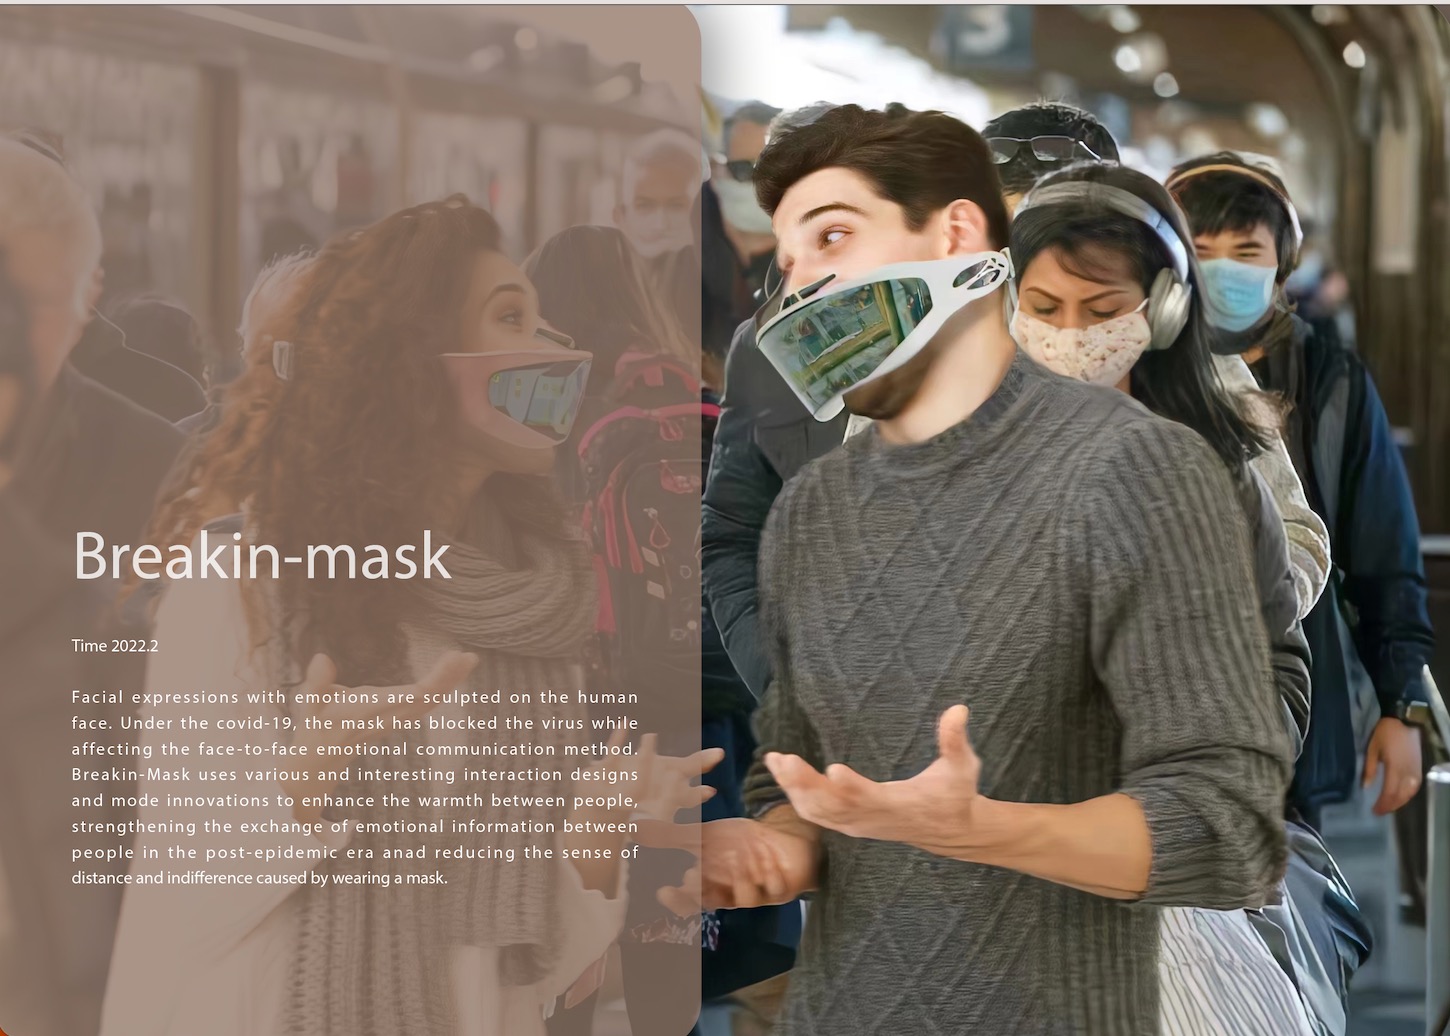 3
Breakin-mask
Time 2022.2
Facial expressions with emotions are sculpted on the human
face. Under the covid-19, the mask has blocked the virus while
affecting the face-to-face emotional communication method.
Breakin-Mask uses various and interesting interaction designs
and mode innovations to enhance the warmth between people,
strengthening the exchange of emotional information between
people in the post-epidemic era anad reducing the sense of
distance and indifference caused by wearing a mask.